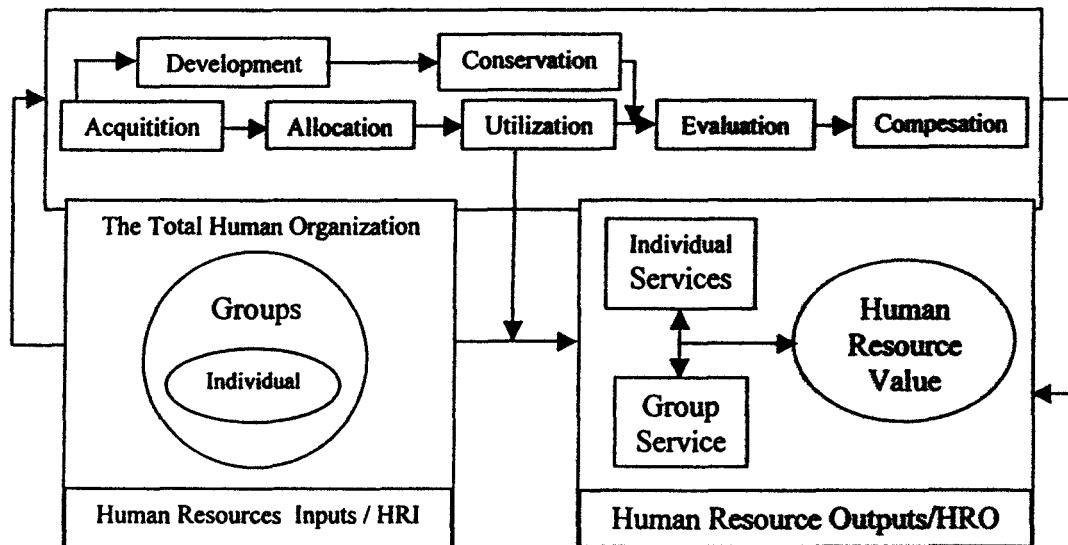 Development
Conservation
Acquitition
Allocation
Utilization
Evaluation
Compesation
The Total Human Organization
Groups
Individual
Human Resources Inputs / HRI
Individual
Services
Group
Service
Human
Resource
Value
Human Resource Outputs/HRO